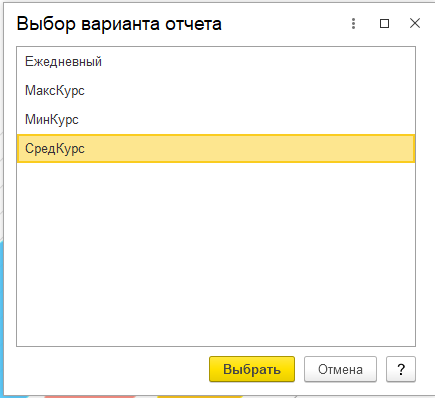 Выбор варианта отчета
Ежедневный
МаксКурс
МинКурс
СредКурс
Выбрать Отмена ?